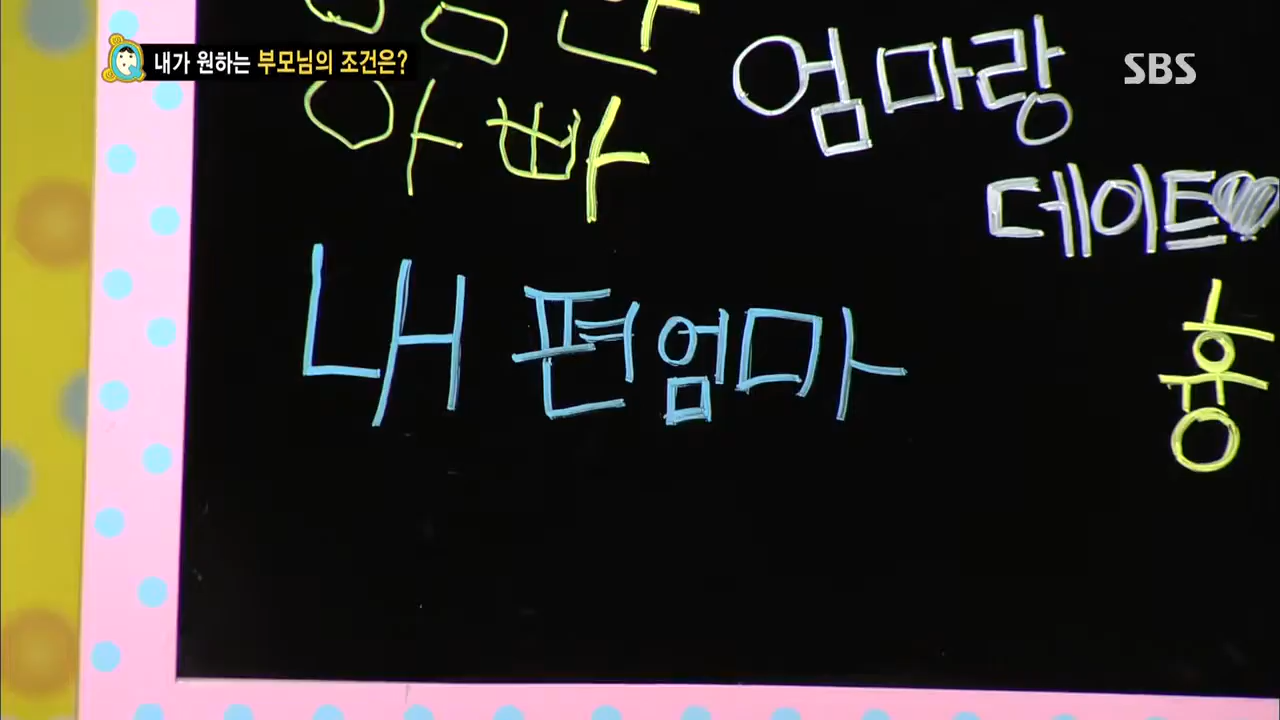 내가 원하는 부모님의 조건은?
SBS
아빠
엄마랑
데이트♥
내 편엄마
흥